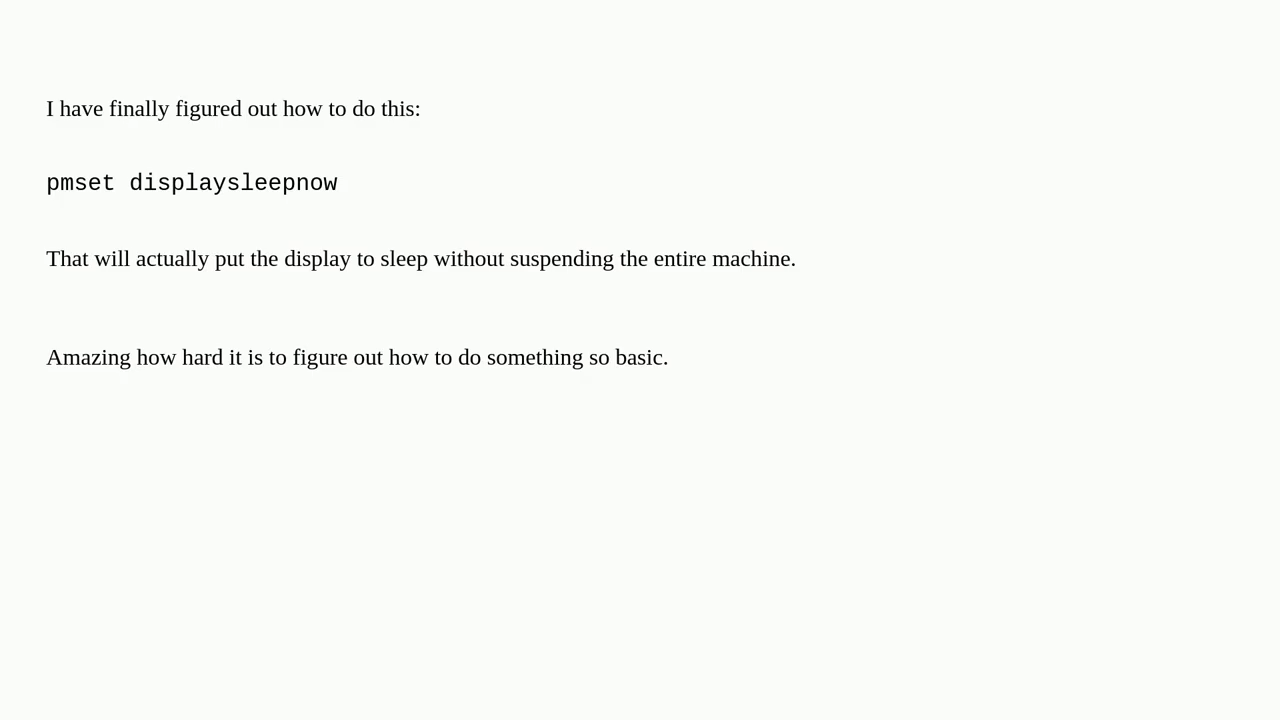 I have finally figured out how to do this:
pmset displaysleepnow
That will actually put the display to sleep without suspending the entire machine.
Amazing how hard it is to figure out how to do something so basic.